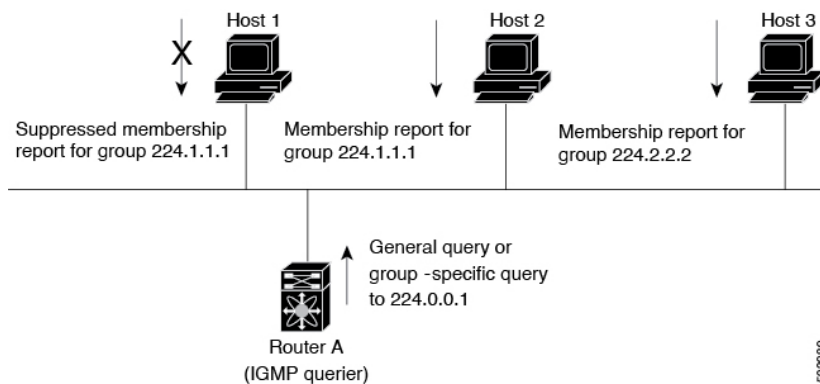 Host 1
Host 2
Host 3
X
Suppressed membership
report for group 224.1.1.1
Membership report for
group 224.1.1.1
Membership report for
group 224.2.2.2
General query or
group -specific query
to 224.0.0.1
Router A
(IGMP querier)